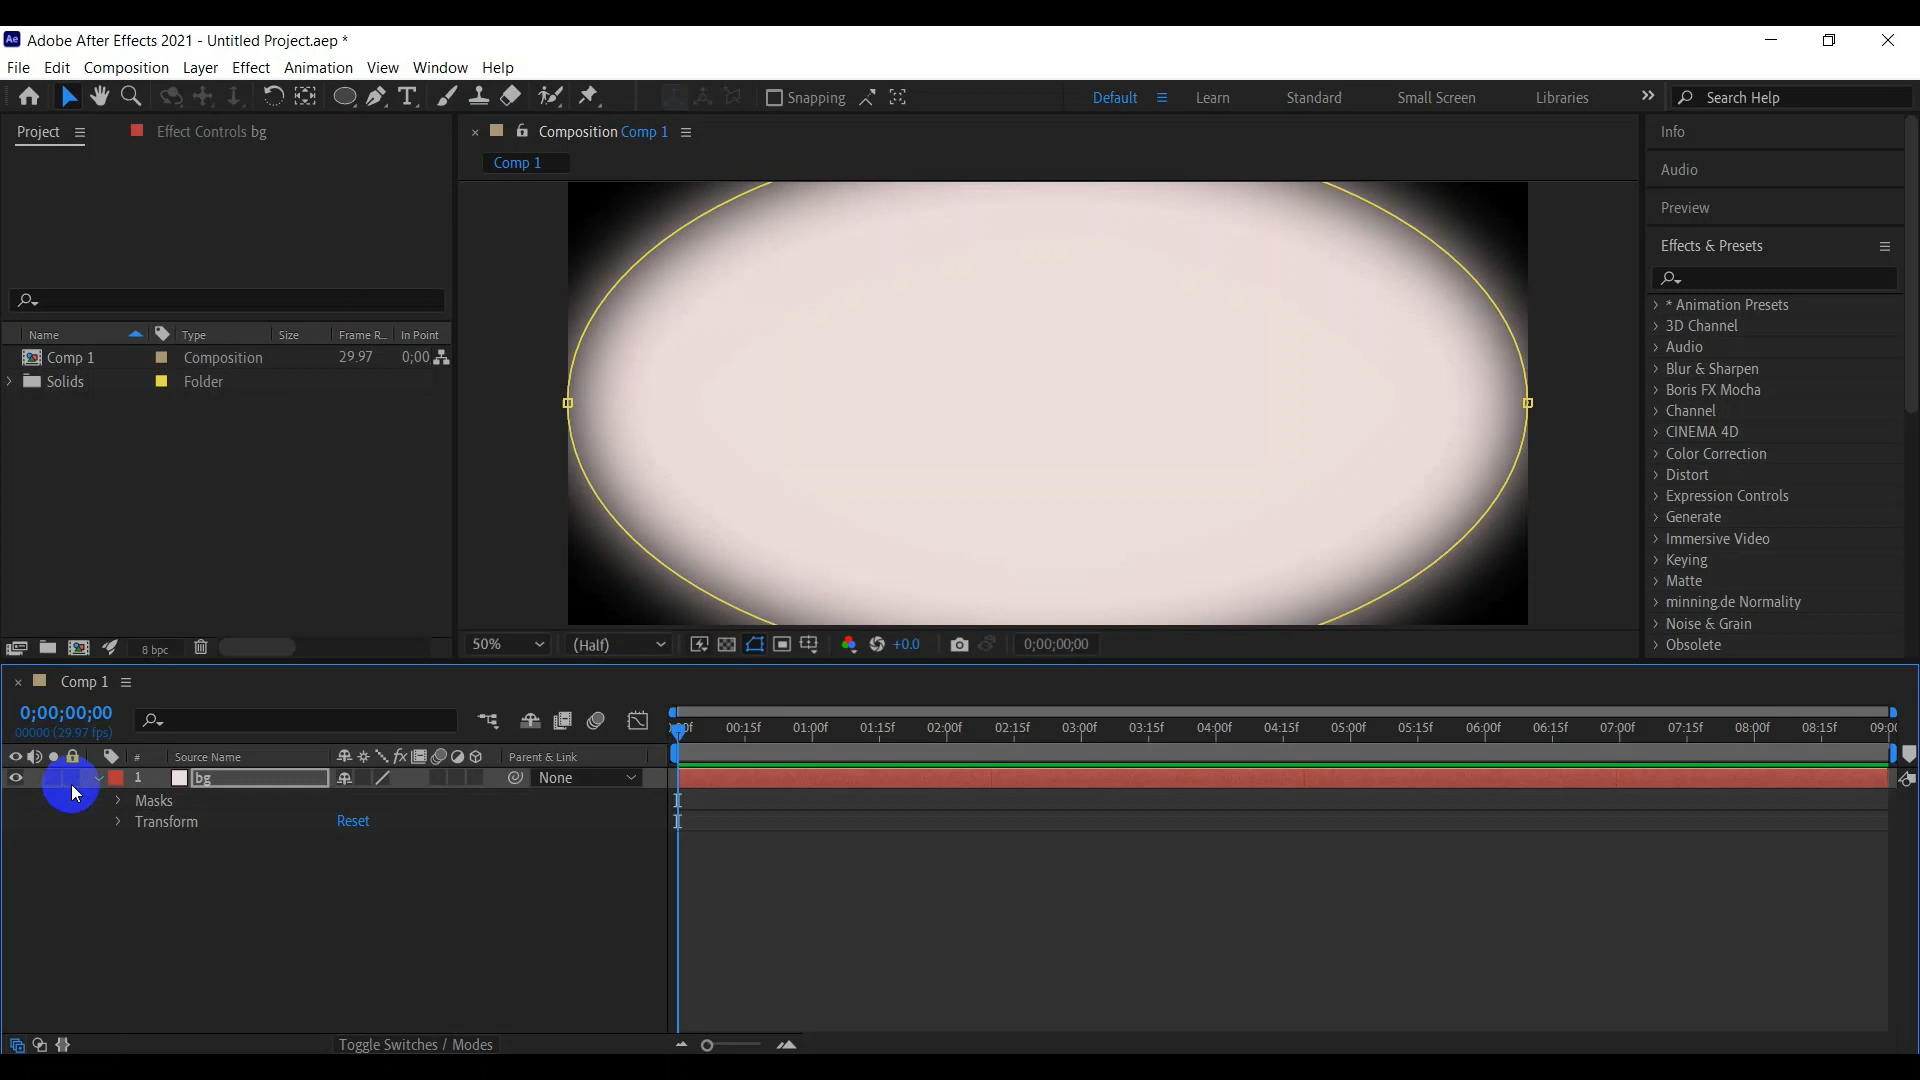 Adobe After Effects 2021 - Untitled Project.aep *
File Edit Composition Layer Effect Animation View Window Help
Snapping Default Learn Standard Small Screen Libraries Search Help
Project Effect Controls bg
Composition Comp 1
Comp 1
Info
Audio
Preview
Effects & Presets
Name Type Size Frame R... In Point
Comp 1 Composition 29.97 0;00
Solids Folder
* Animation Presets
3D Channel
Audio
Blur & Sharpen
Boris FX Mocha
Channel
CINEMA 4D
Color Correction
Distort
Expression Controls
Generate
Immersive Video
Keying
Matte
minning.de Normality
Noise & Grain
Obsolete
8 bpc
50% (Half) +0.0 0;00;00;00
Comp 1
0;00;00;00
00000 (29.97 fps)
00:15f 01:00f 01:15f 02:00f 02:15f 03:00f 03:15f 04:00f 04:15f 05:00f 05:15f 06:00f 06:15f 07:00f 07:15f 08:00f 08:15f
# Source Name Parent & Link
1 bg None
Masks
Transform Reset
Toggle Switches / Modes